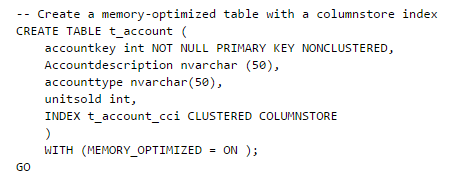 -- Create a memory-optimized table with a columnstore index
CREATE TABLE t_account (
    accountkey int NOT NULL PRIMARY KEY NONCLUSTERED,
    Accountdescription nvarchar (50),
    accounttype nvarchar(50),
    unitsold int,
    INDEX t_account_cci CLUSTERED COLUMNSTORE
    )
    WITH (MEMORY_OPTIMIZED = ON );
GO